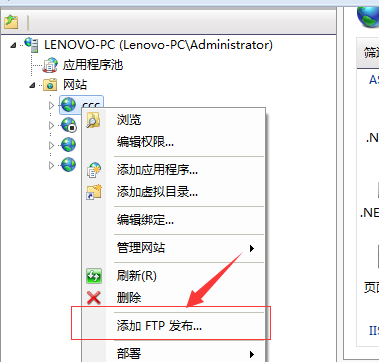 LENOVO-PC (Lenovo-PC\Administrator)
应用程序池
网站
ccc
浏览
编辑权限...
添加应用程序...
添加虚拟目录...
编辑绑定...
管理网站
刷新(R)
删除
添加 FTP 发布...
部署
筛
AS
.N
.NE
页面
IIS